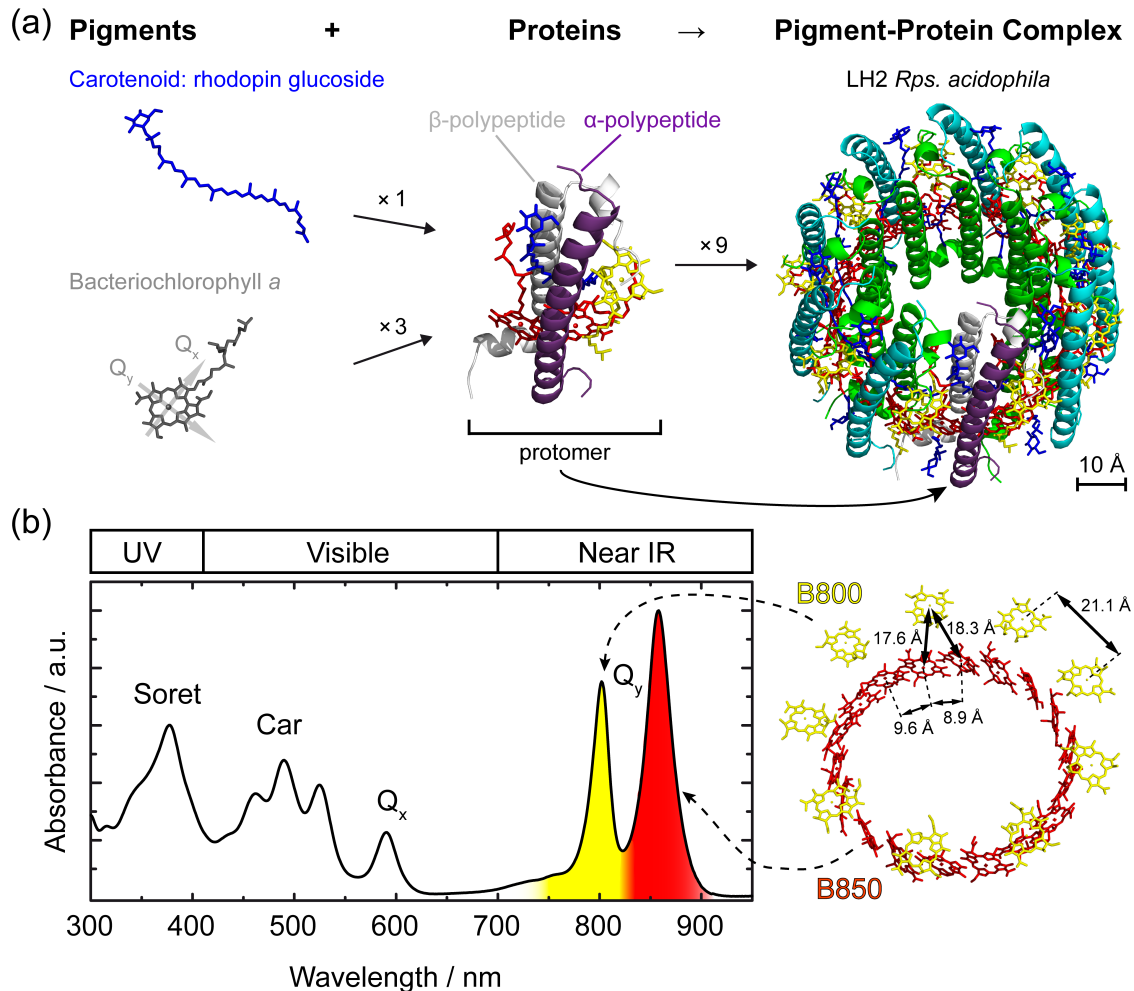 (a) Pigments + Proteins → Pigment-Protein Complex
Carotenoid: rhodopin glucoside
LH2 Rps. acidophila
β-polypeptide α-polypeptide
× 1
× 9
Bacteriochlorophyll a
× 3
Qx
Qy
protomer
10 Å
(b)
UV Visible Near IR
B800
21.1 Å
17.6 Å 18.3 Å
9.6 Å 8.9 Å
B850
Absorbance / a.u.
Soret
Car
Qx
Qy
300 400 500 600 700 800 900
Wavelength / nm